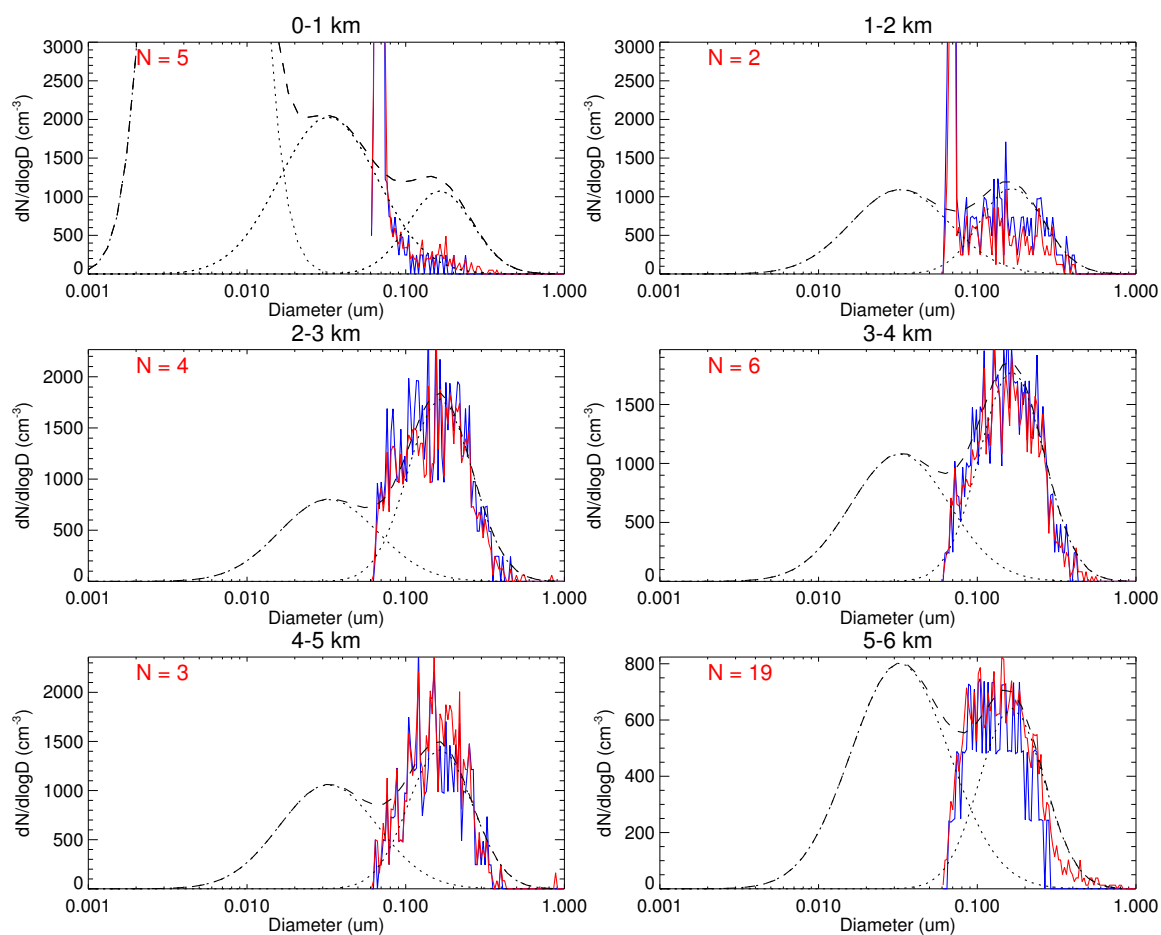 0-1 km
N = 5
dN/dlogD (cm-3)
3000
2500
2000
1500
1000
500
0
0.001 0.010 0.100 1.000
Diameter (um)
1-2 km
N = 2
dN/dlogD (cm-3)
3000
2500
2000
1500
1000
500
0
0.001 0.010 0.100 1.000
Diameter (um)
2-3 km
N = 4
dN/dlogD (cm-3)
2000
1500
1000
500
0
0.001 0.010 0.100 1.000
Diameter (um)
3-4 km
N = 6
dN/dlogD (cm-3)
1500
1000
500
0
0.001 0.010 0.100 1.000
Diameter (um)
4-5 km
N = 3
dN/dlogD (cm-3)
2000
1500
1000
500
0
0.001 0.010 0.100 1.000
Diameter (um)
5-6 km
N = 19
dN/dlogD (cm-3)
800
600
400
200
0
0.001 0.010 0.100 1.000
Diameter (um)